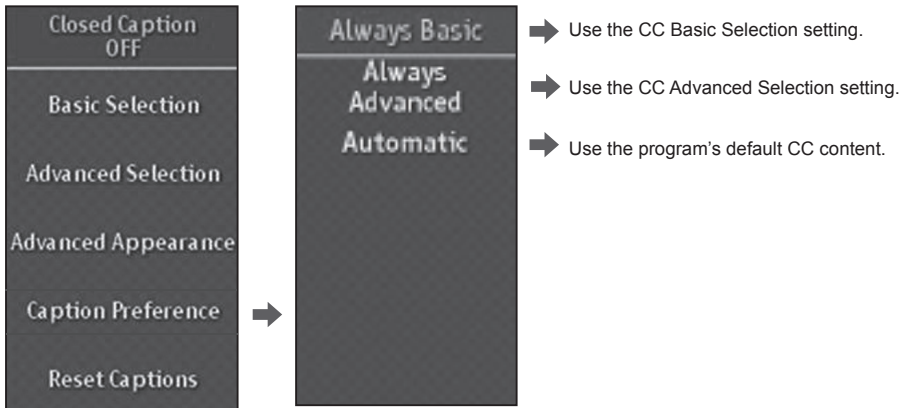 Closed Caption
OFF
Basic Selection
Advanced Selection
Advanced Appearance
Caption Preference
Reset Captions
Always Basic
Always
Advanced
Automatic
Use the CC Basic Selection setting.
Use the CC Advanced Selection setting.
Use the program's default CC content.